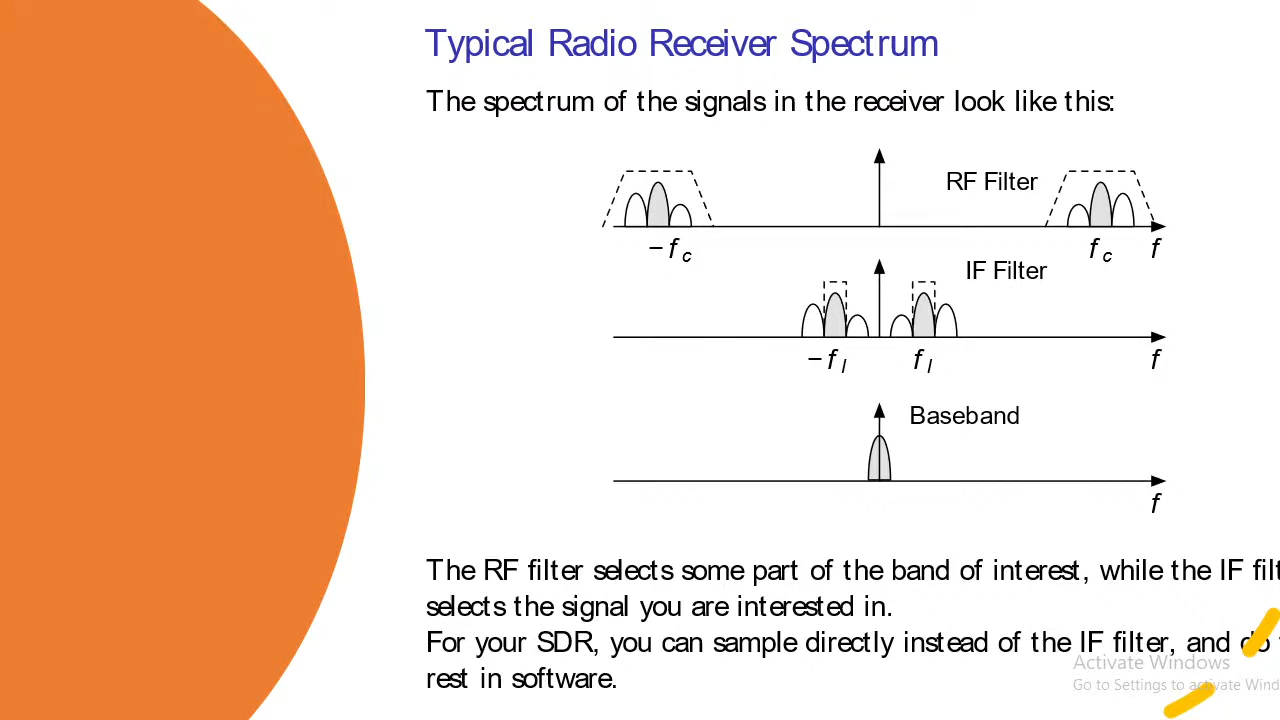 Typical Radio Receiver Spectrum
The spectrum of the signals in the receiver look like this:
RF Filter
−f c
f c
f
IF Filter
−f I
f I
f
Baseband
f
The RF filter selects some part of the band of interest, while the IF
selects the signal you are interested in.
For your SDR, you can sample directly instead of the IF filter, and do
rest in software.
Activate Windows
Go to Settings to activate